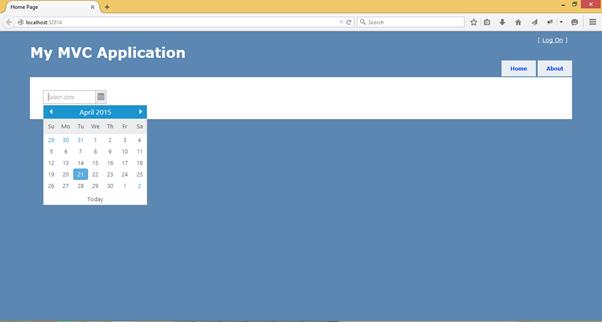 Home Page
localhost:32814
Search
[ Log On ]
My MVC Application
Home About
Select date
April 2015
Su Mo Tu We Th Fr Sa
29 30 31 1 2 3 4
5 6 7 8 9 10 11
12 13 14 15 16 17 18
19 20 21 22 23 24 25
26 27 28 29 30 1 2
Today